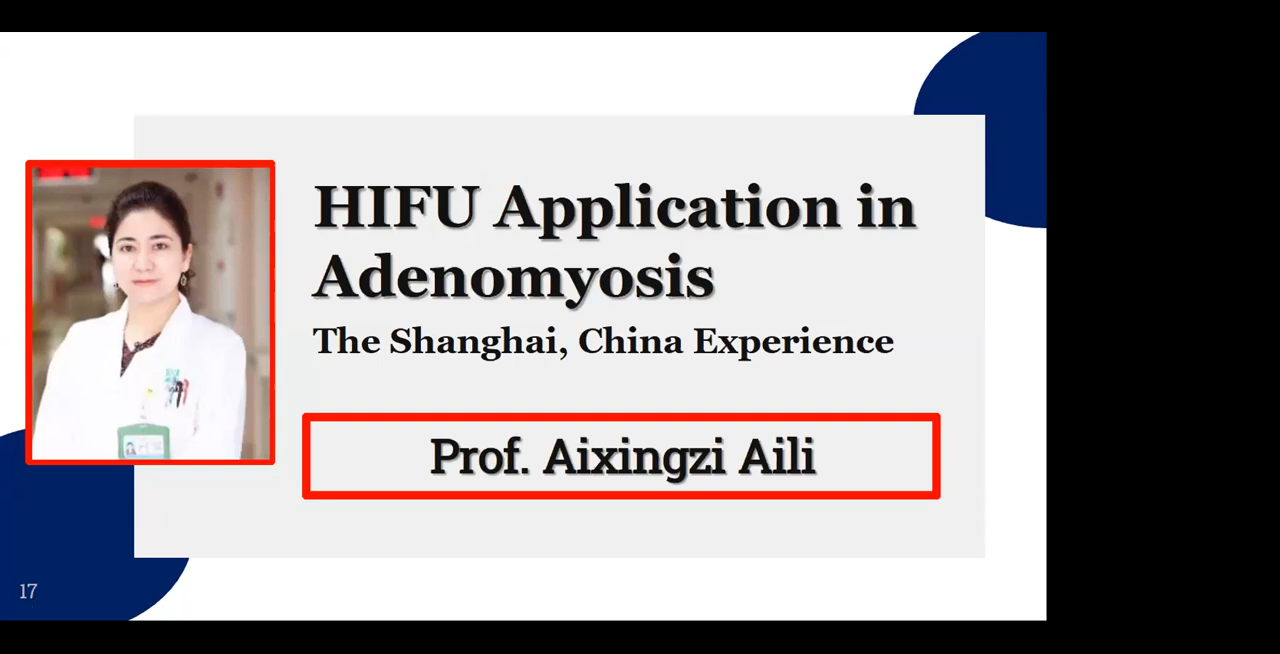 HIFU Application in
Adenomyosis
The Shanghai, China Experience
Prof. Aixingzi Aili
17